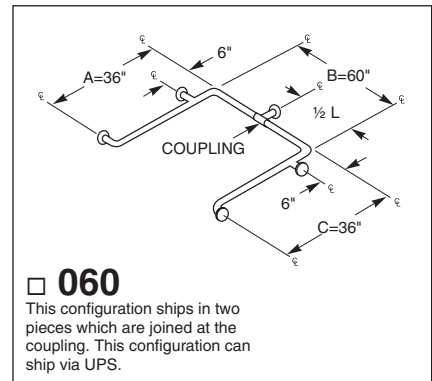 ℄
6"
℄
A=36"
℄
B=60"
℄
℄
℄
½ L
COUPLING
6"
℄
℄
C=36"
℄
□ 060
This configuration ships in two
pieces which are joined at the
coupling. This configuration can
ship via UPS.